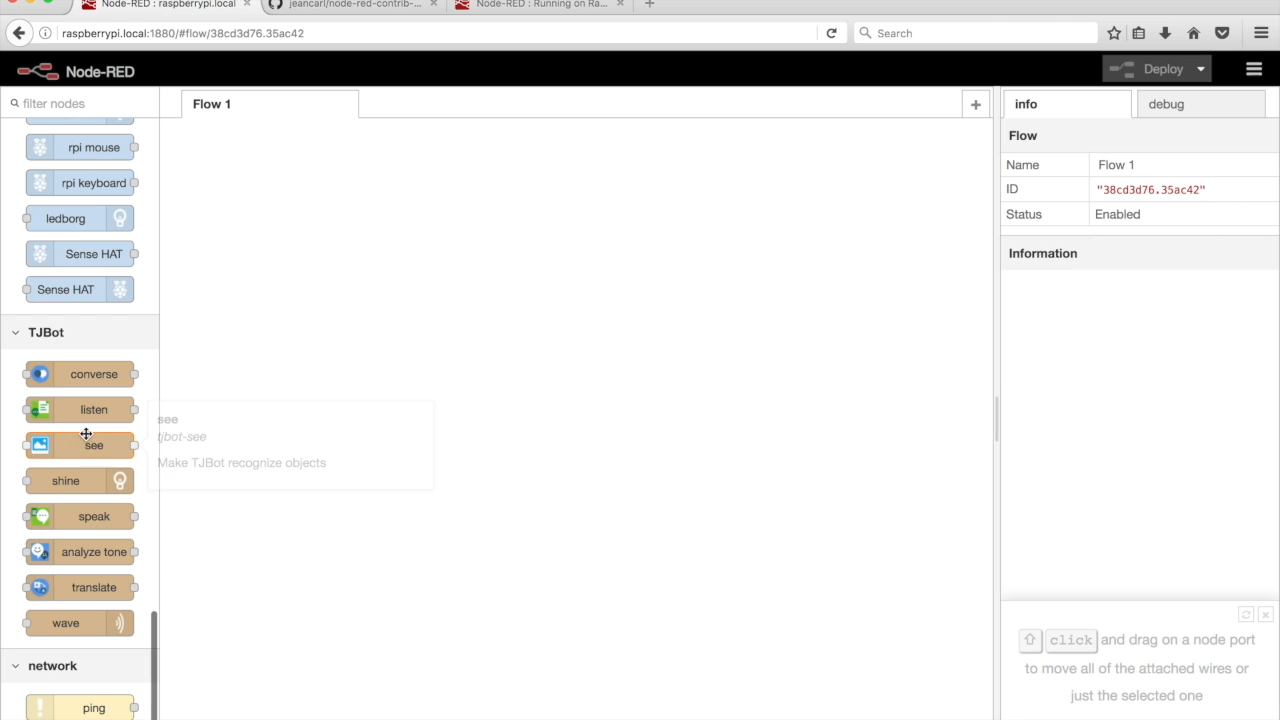 Node-RED : raspberrypi.local
jeancarl/node-red-contrib-...
Node-RED : Running on Ra...
raspberrypi.local:1880/#flow/38cd3d76.35ac42
Search
Node-RED
Deploy
filter nodes
Flow 1
info
debug
rpi mouse
rpi keyboard
ledborg
Sense HAT
Sense HAT
TJBot
converse
listen
see
shine
speak
analyze tone
translate
wave
network
ping
see
tjbot-see
Make TJBot recognize objects
Flow
Name Flow 1
ID "38cd3d76.35ac42"
Status Enabled
Information
click and drag on a node port
to move all of the attached wires or
just the selected one